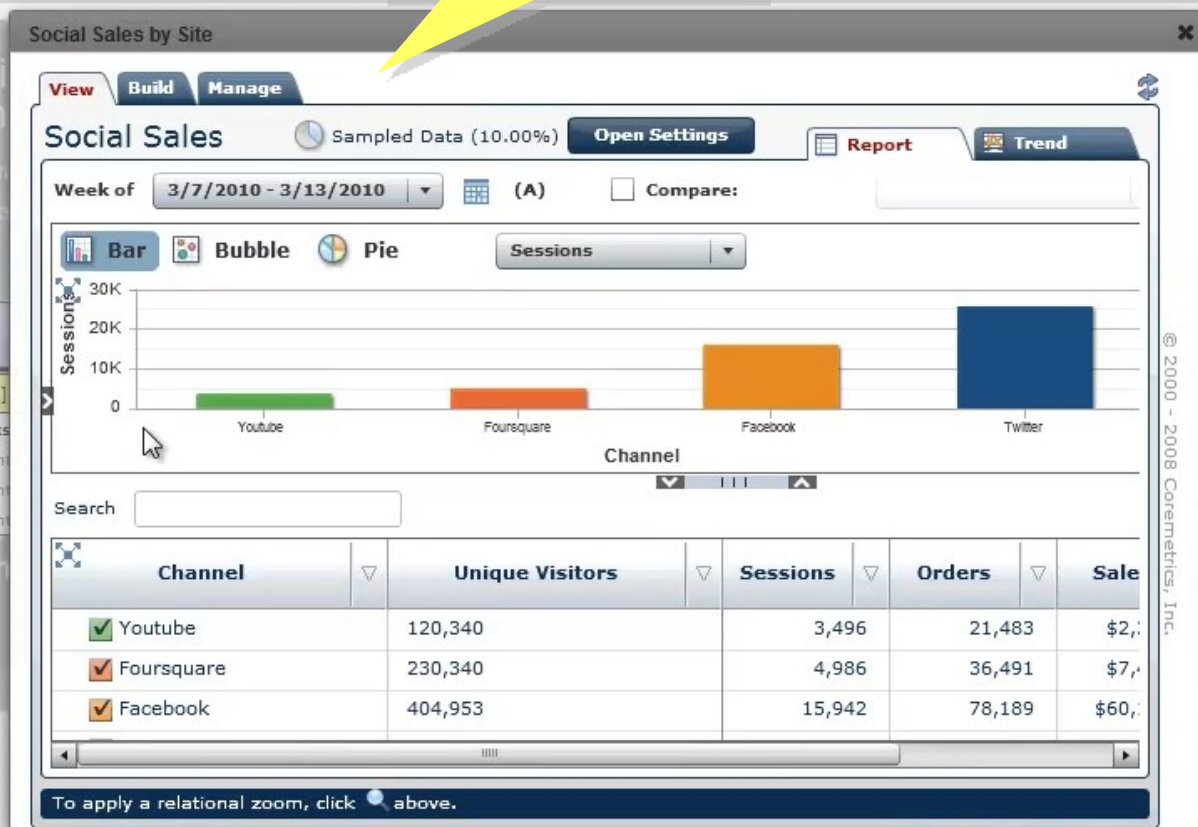 Social Sales by Site
View Build Manage
Social Sales Sampled Data (10.00%) Open Settings Report Trend
Week of 3/7/2010 - 3/13/2010 (A) Compare:
Bar Bubble Pie Sessions
Sessions
30K
20K
10K
0
Youtube Foursquare Facebook Twitter
Channel
Search
Channel Unique Visitors Sessions Orders Sale
Youtube 120,340 3,496 21,483 $2,
Foursquare 230,340 4,986 36,491 $7,
Facebook 404,953 15,942 78,189 $60,
To apply a relational zoom, click above.
© 2000 - 2008 Coremetrics, Inc.